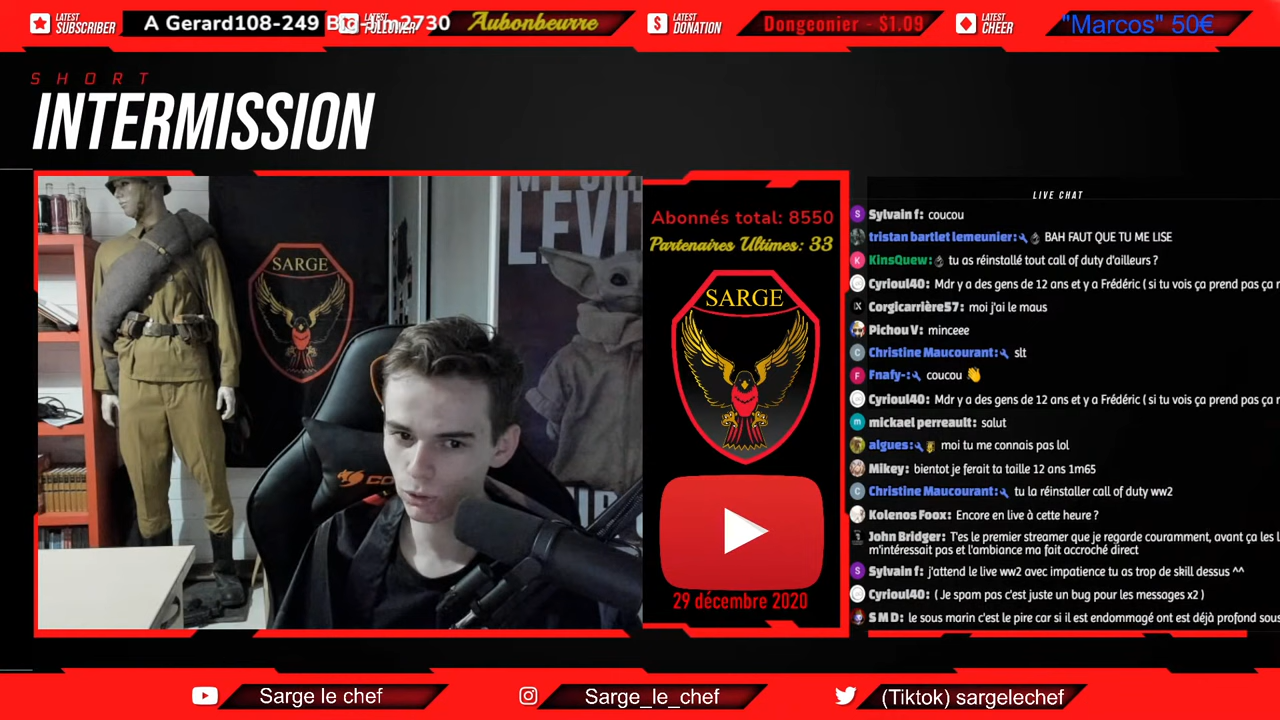 LATEST SUBSCRIBER
A Gerard108-249 Big-jim2730
LATEST FOLLOWER
Aubonbeurre
LATEST DONATION
Dongeonier - $1.09
LATEST CHEER
"Marcos" 50€
SHORT
INTERMISSION
SARGE
Abonnés total: 8550
Partenaires Ultimes: 33
SARGE
29 décembre 2020
LIVE CHAT
Sylvain f: coucou
tristan bartlet lemeunier: BAH FAUT QUE TU ME LISE
KinsQuew: tu as réinstallé tout call of duty d'ailleurs ?
Cyrioul40: Mdr y a des gens de 12 ans et y a Frédéric ( si tu vois ça prend pas ça
Corgicarrière57: moi j'ai le maus
Pichou V: minceee
Christine Maucourant: slt
Fnafy-: coucou 👋
Cyrioul40: Mdr y a des gens de 12 ans et y a Frédéric ( si tu vois ça prend pas ça
mickael perreault: salut
algues: moi tu me connais pas lol
Mikey: bientot je ferait ta taille 12 ans 1m65
Christine Maucourant: tu la réinstaller call of duty ww2
Kolenos Foox: Encore en live à cette heure ?
John Bridger: T'es le premier streamer que je regarde couramment, avant ça les
m'intéressait pas et l'ambiance ma fait accroché direct
Sylvain f: j'attend le live ww2 avec impatience tu as trop de skill dessus ^^
Cyrioul40: ( Je spam pas c'est juste un bug pour les messages x2 )
S M D: le sous marin c'est le pire car si il est endommagé ont est déjà profond sous
Sarge le chef
Sarge_le_chef
(Tiktok) sargelechef